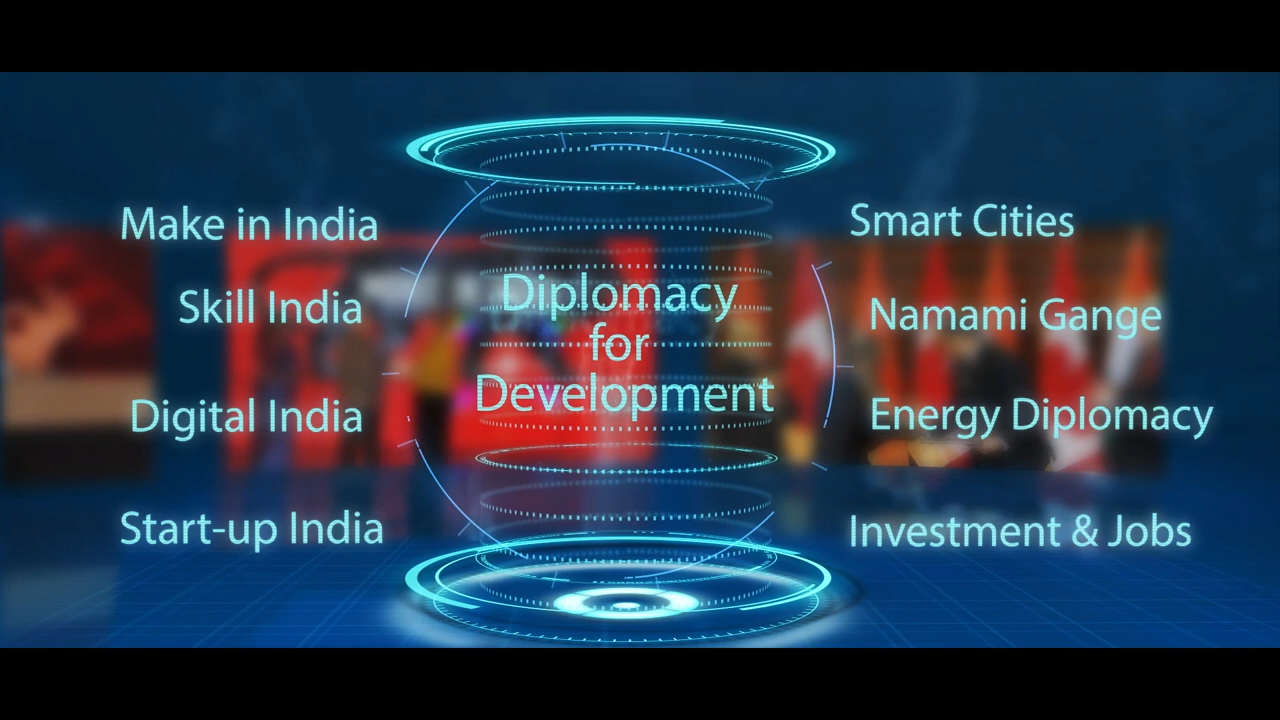 Make in India
Skill India
Digital India
Start-up India
Diplomacy
for
Development
Smart Cities
Namami Gange
Energy Diplomacy
Investment & Jobs